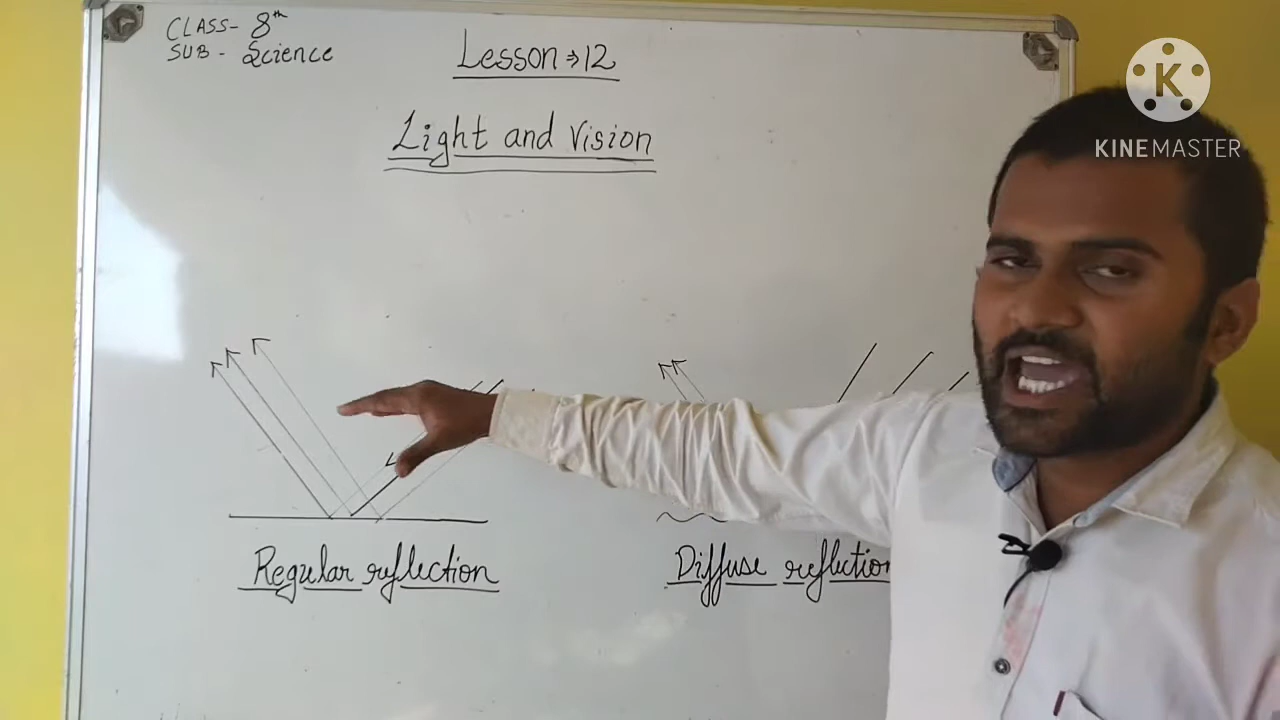 CLASS- 8th
SUB - Science
Lesson ⇒ 12
Light and Vision
Regular reflection
Diffuse reflection
K
KINEMASTER